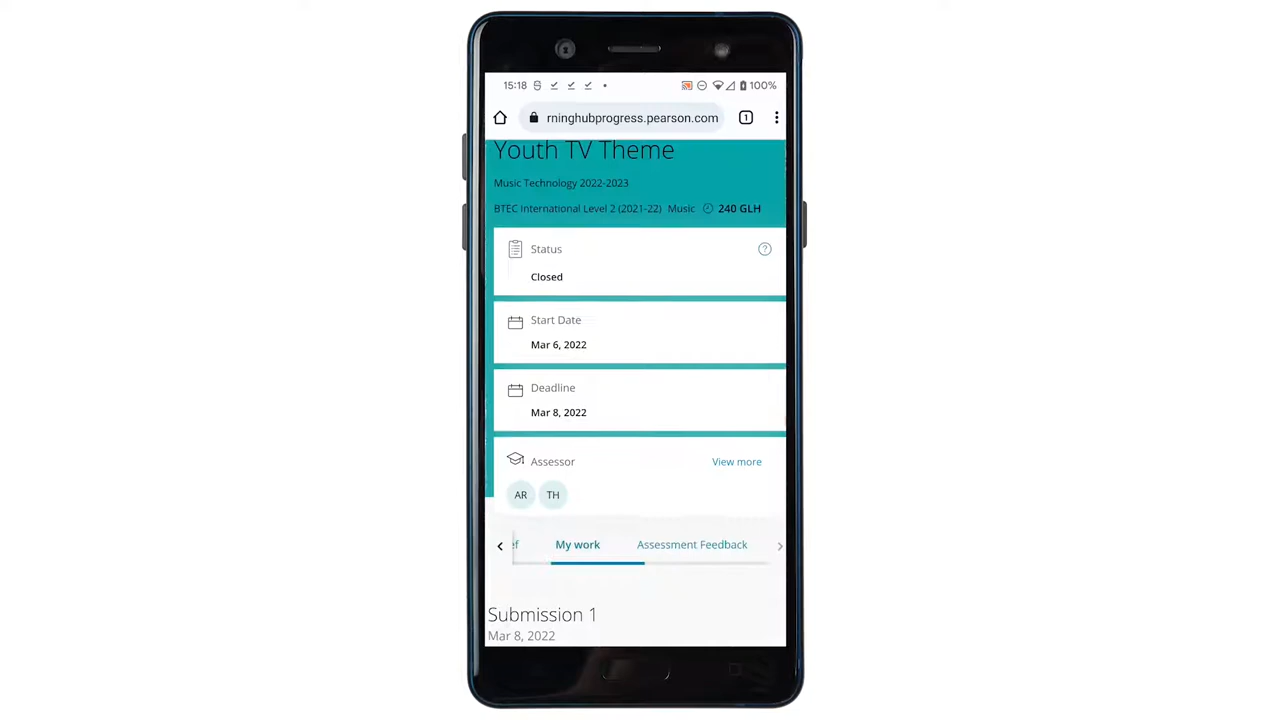 15:18 100%
rninghubprogress.pearson.com 1
Youth TV Theme
Music Technology 2022-2023
BTEC International Level 2 (2021-22) Music 240 GLH
Status ?
Closed
Start Date
Mar 6, 2022
Deadline
Mar 8, 2022
Assessor View more
AR TH
ef My work Assessment Feedback
Submission 1
Mar 8, 2022